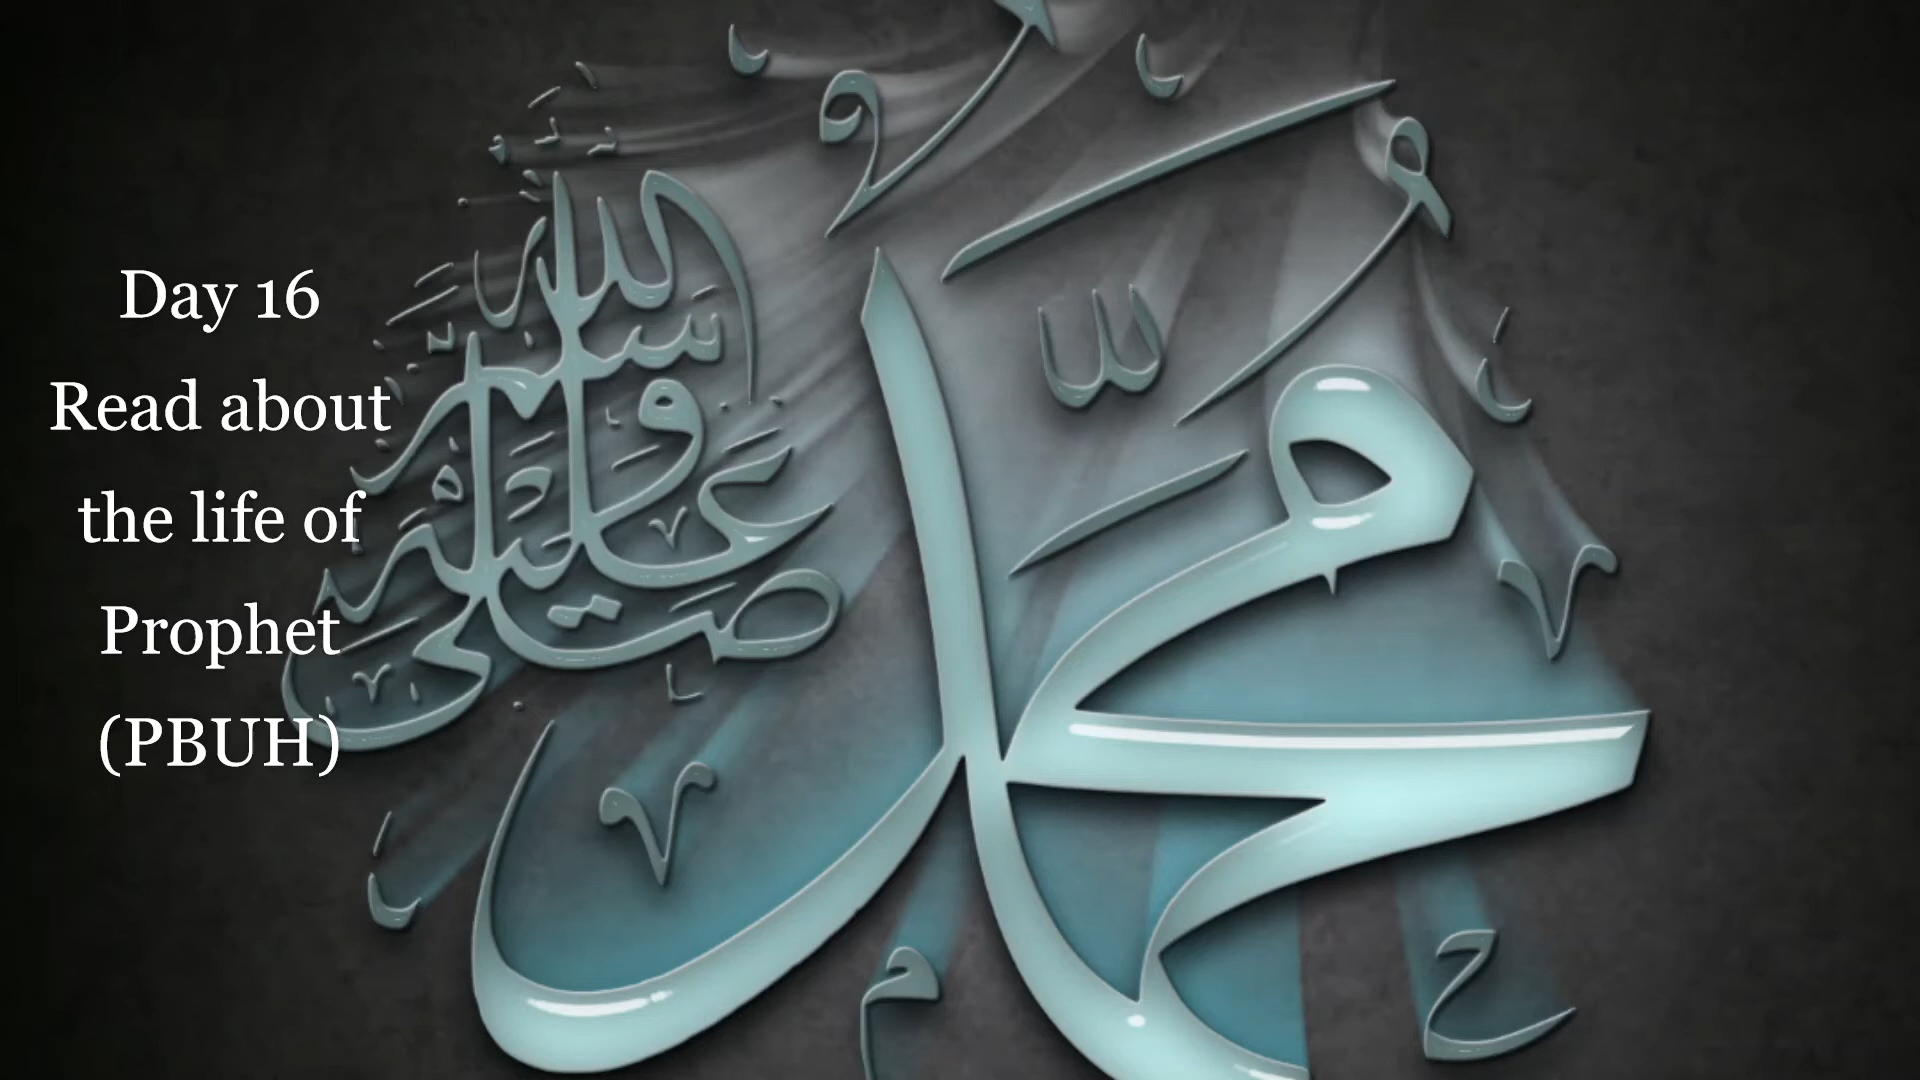 Day 16
Read about
the life of
Prophet
(PBUH)
محمد
صلى الله عليه وسلم